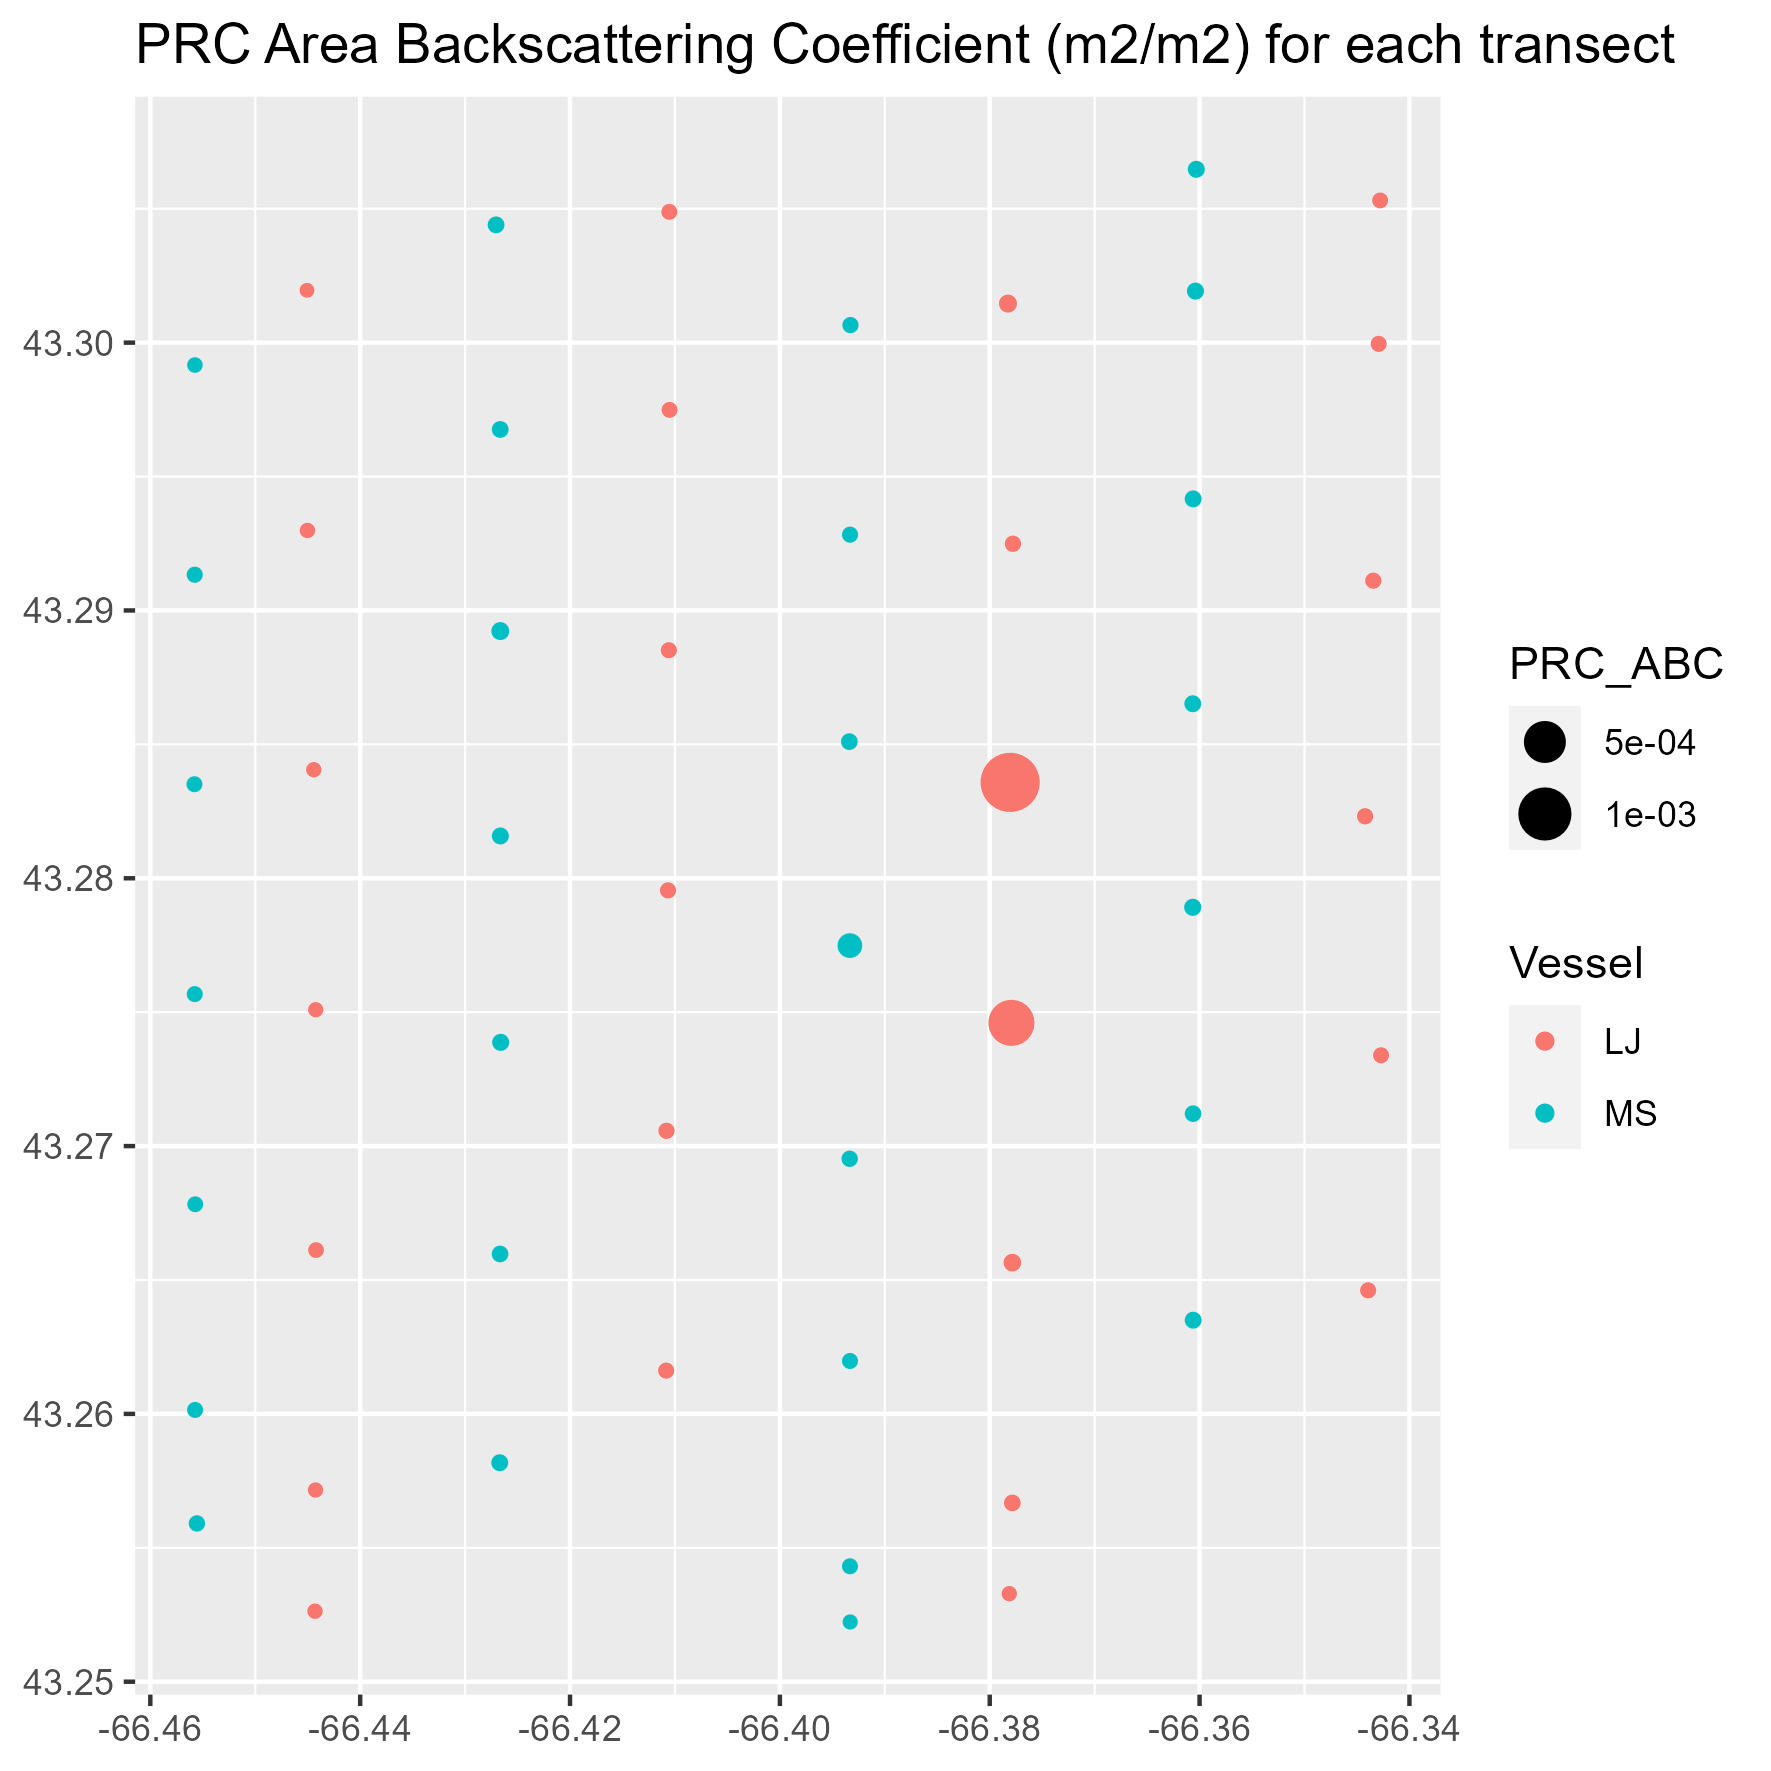 PRC Area Backscattering Coefficient (m2/m2) for each transect
43.30
43.29
43.28
43.27
43.26
43.25
-66.46
-66.44
-66.42
-66.40
-66.38
-66.36
-66.34
PRC_ABC
5e-04
1e-03
Vessel
LJ
MS